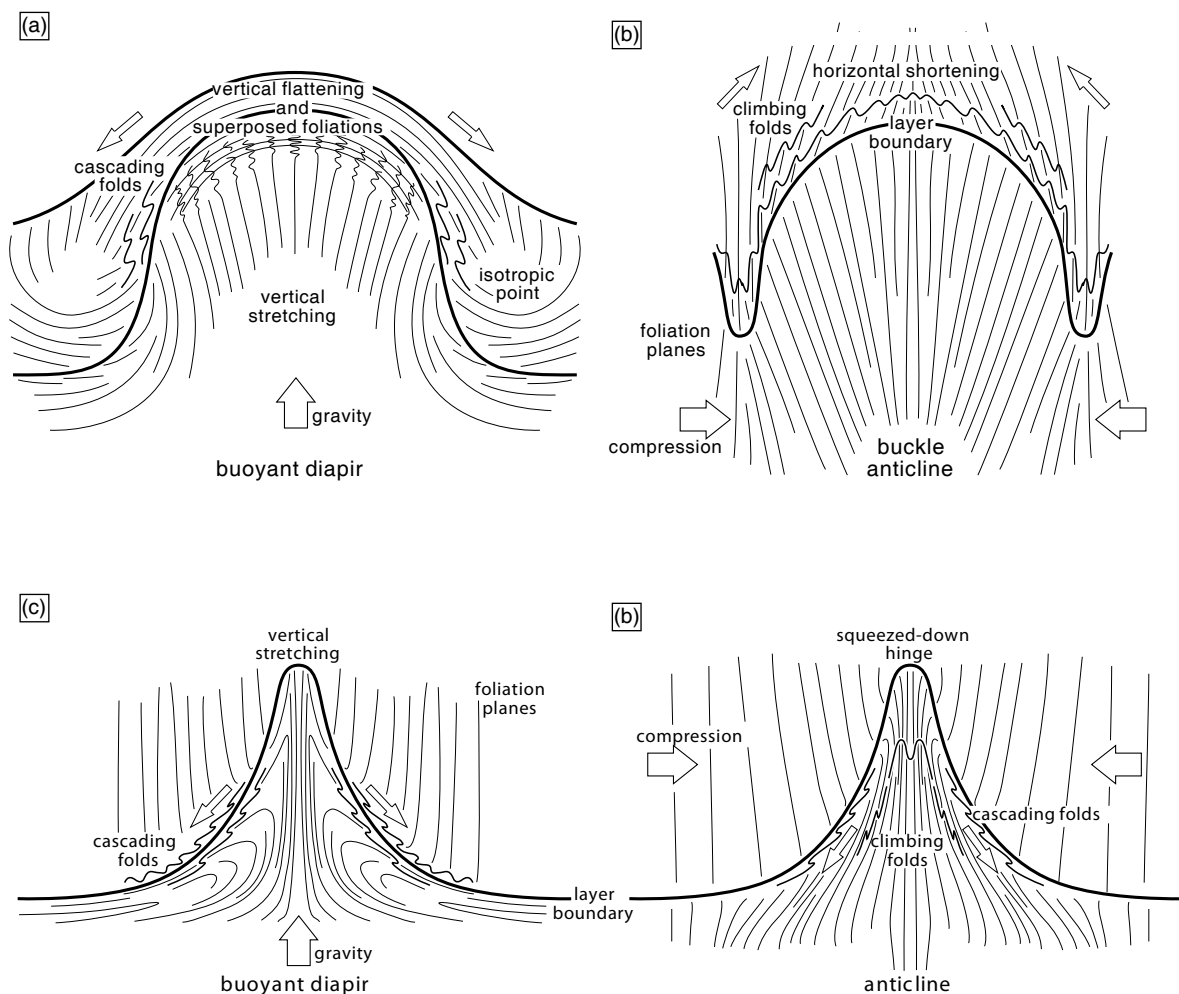 (a)
vertical flattening
and
superposed foliations
cascading
folds
isotropic
point
vertical
stretching
gravity
buoyant diapir
(b)
horizontal shortening
climbing
folds
layer
boundary
foliation
planes
compression
buckle
anticline
(c)
vertical
stretching
foliation
planes
cascading
folds
layer
boundary
gravity
buoyant diapir
(b)
squeezed-down
hinge
compression
cascading folds
climbing
folds
anticline